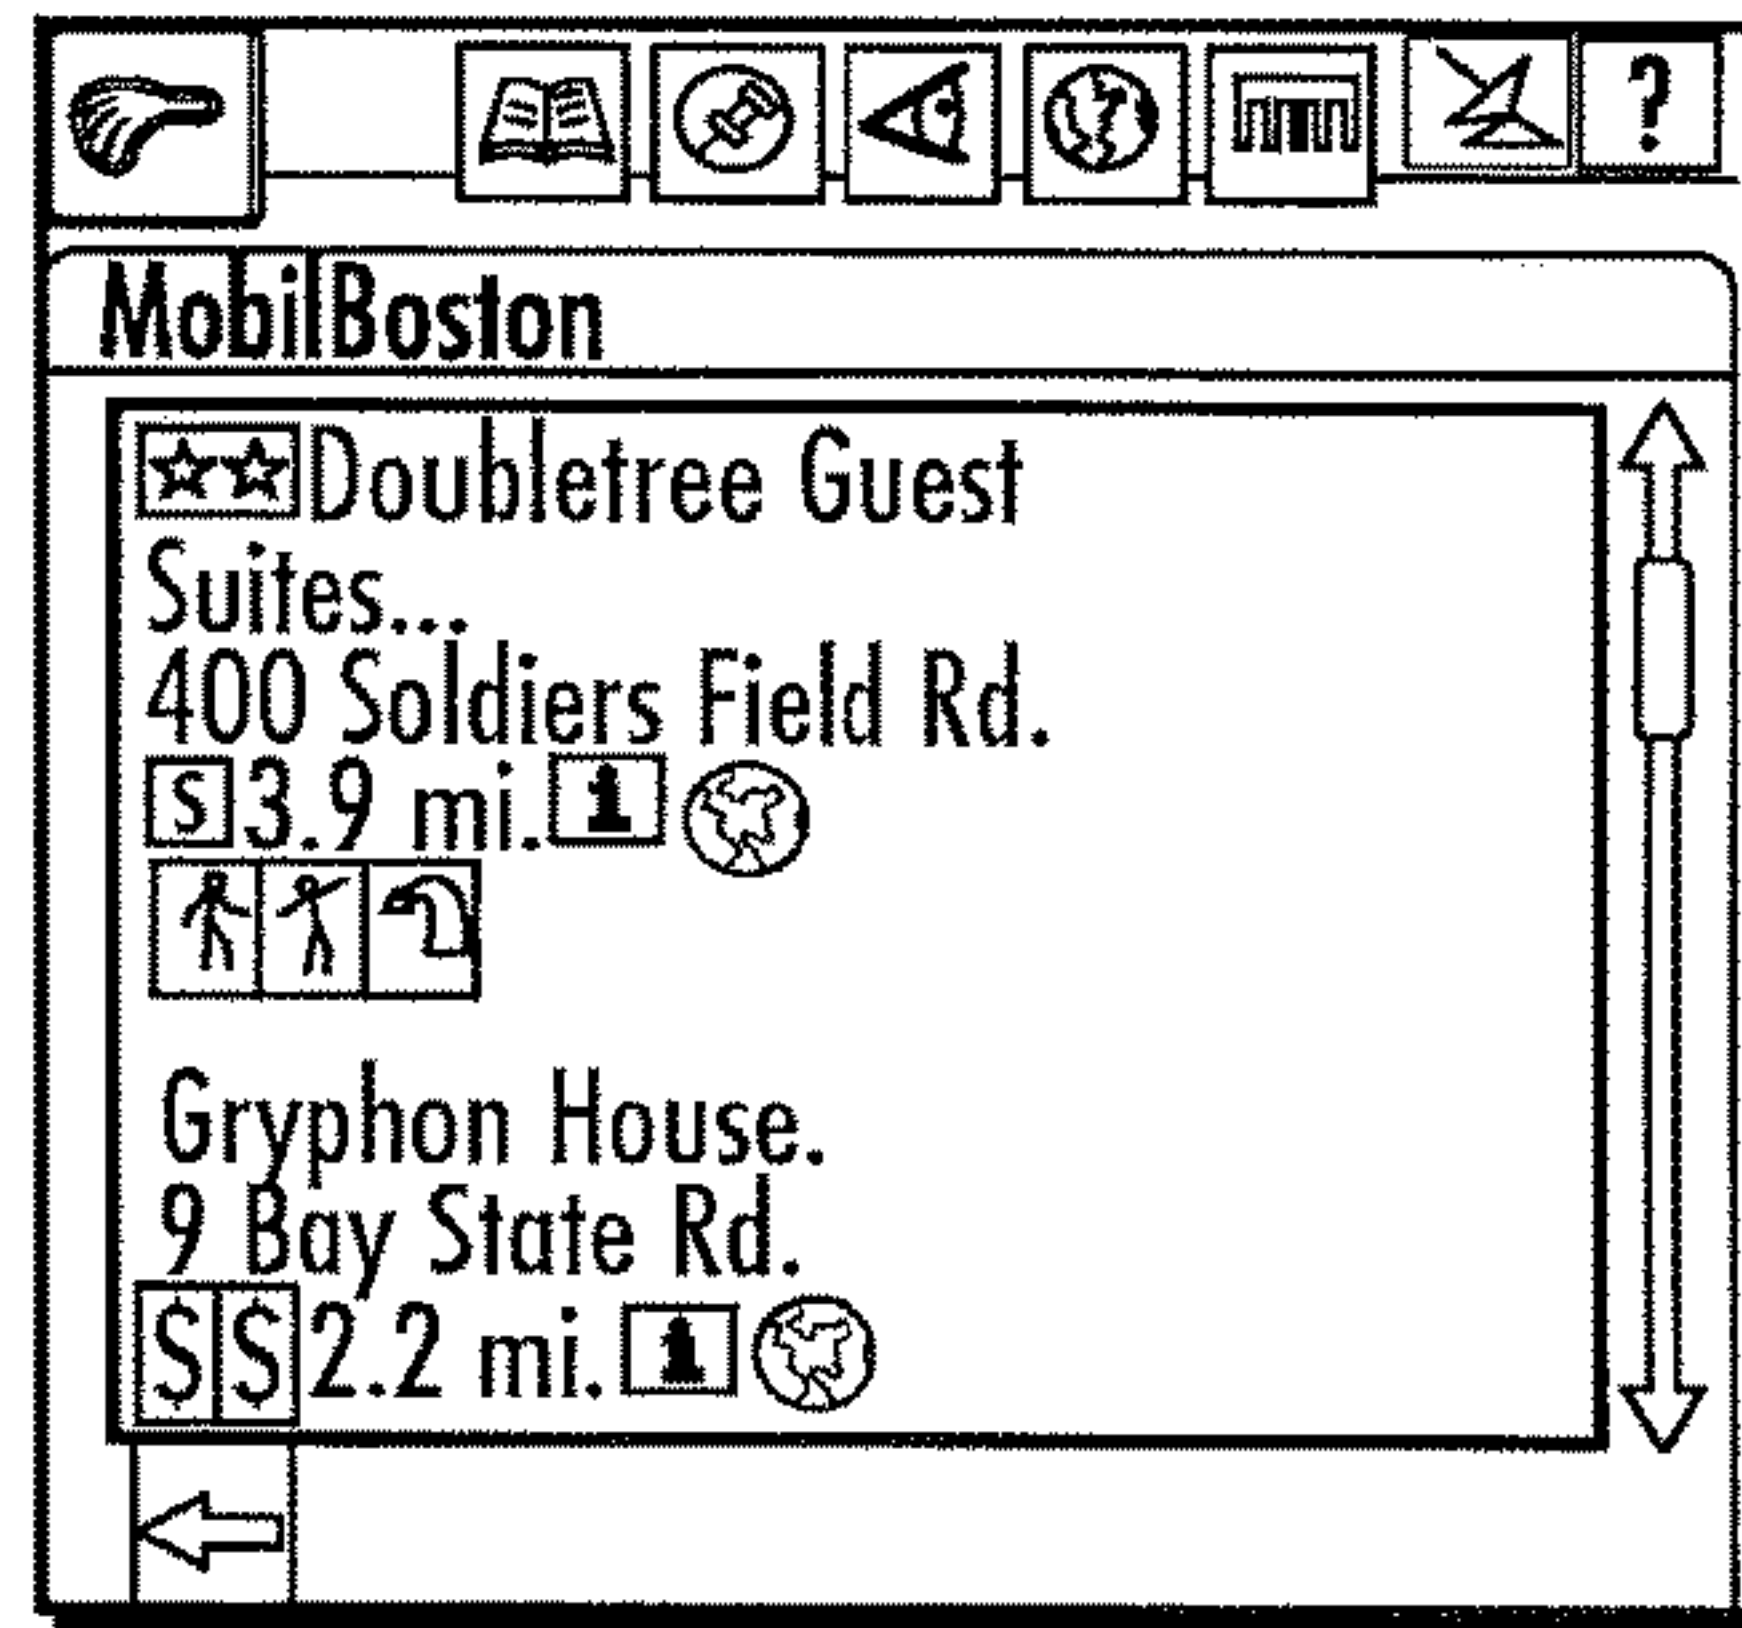 ?
MobilBoston
Doubletree Guest
Suites...
400 Soldiers Field Rd.
S 3.9 mi. i
Gryphon House.
9 Bay State Rd.
$ $ 2.2 mi. i